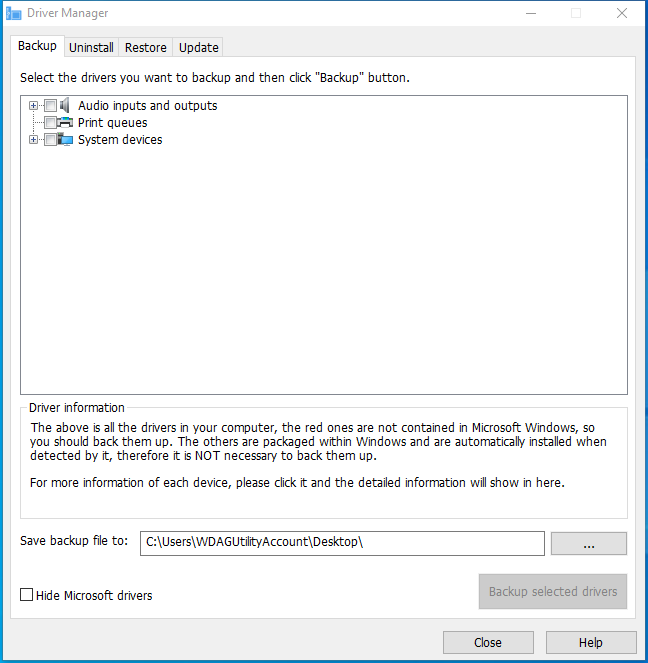 Driver Manager
Backup Uninstall Restore Update
Select the drivers you want to backup and then click "Backup" button.
Audio inputs and outputs
Print queues
System devices
Driver information
The above is all the drivers in your computer, the red ones are not contained in Microsoft Windows, so
you should back them up. The others are packaged within Windows and are automatically installed when
detected by it, therefore it is NOT necessary to back them up.
For more information of each device, please click it and the detailed information will show in here.
Save backup file to: C:\Users\WDAGUtilityAccount\Desktop\ ...
Hide Microsoft drivers
Backup selected drivers
Close Help